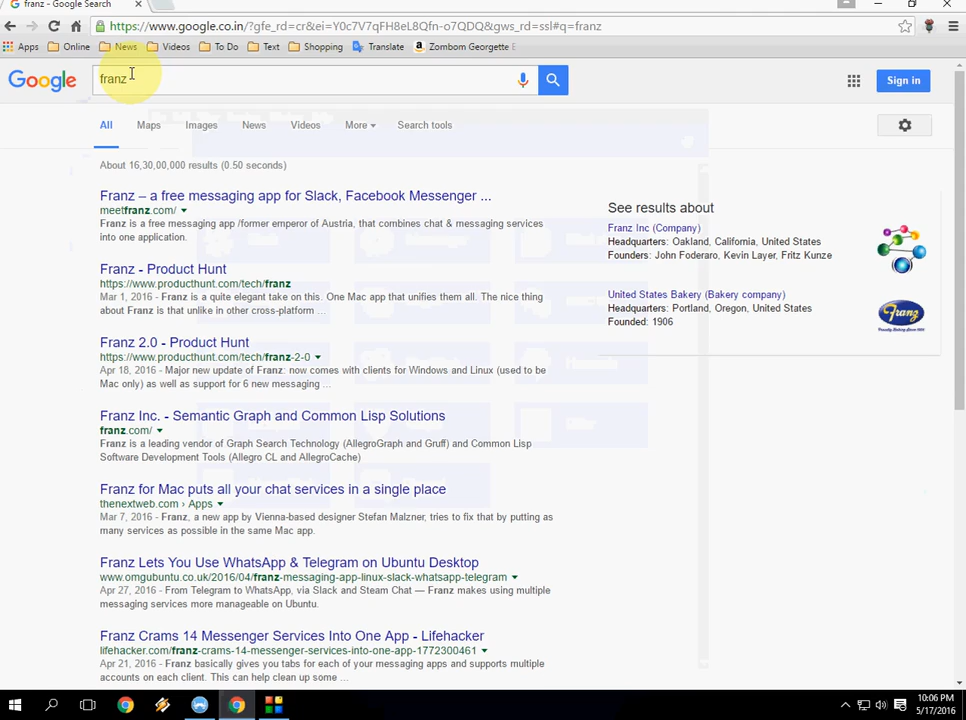 franz - Google Search
https://www.google.co.in/?gfe_rd=cr&ei=Y0c7V7qFH8eL8Qfn-o7QDQ&gws_rd=ssl#q=franz
Apps Online News Videos To Do Text Shopping Translate Zombom Georgette E
Google franz Sign in
All Maps Images News Videos More Search tools
About 16,30,00,000 results (0.50 seconds)
Franz – a free messaging app for Slack, Facebook Messenger ...
meetfranz.com/
Franz is a free messaging app /former emperor of Austria, that combines chat & messaging services
into one application.
Franz - Product Hunt
https://www.producthunt.com/tech/franz
Mar 1, 2016 - Franz is a quite elegant take on this. One Mac app that unifies them all. The nice thing
about Franz is that unlike in other cross-platform ...
Franz 2.0 - Product Hunt
https://www.producthunt.com/tech/franz-2-0
Apr 18, 2016 - Major new update of Franz: now comes with clients for Windows and Linux (used to be
Mac only) as well as support for 6 new messaging ...
Franz Inc. - Semantic Graph and Common Lisp Solutions
franz.com/
Franz is a leading vendor of Graph Search Technology (AllegroGraph and Gruff) and Common Lisp
Software Development Tools (Allegro CL and AllegroCache)
Franz for Mac puts all your chat services in a single place
thenextweb.com › Apps
Mar 7, 2016 - Franz, a new app by Vienna-based designer Stefan Malzner, tries to fix that by putting as
many services as possible in the same Mac app.
Franz Lets You Use WhatsApp & Telegram on Ubuntu Desktop
www.omgubuntu.co.uk/2016/04/franz-messaging-app-linux-slack-whatsapp-telegram
Apr 27, 2016 - From Telegram to WhatsApp, via Slack and Steam Chat — Franz makes using multiple
messaging services more manageable on Ubuntu.
Franz Crams 14 Messenger Services Into One App - Lifehacker
lifehacker.com/franz-crams-14-messenger-services-into-one-app-1772300461
Apr 21, 2016 - Franz basically gives you tabs for each of your messaging apps and supports multiple
accounts on each client. This can help clean up some ...
See results about
Franz Inc (Company)
Headquarters: Oakland, California, United States
Founders: John Foderaro, Kevin Layer, Fritz Kunze
United States Bakery (Bakery company)
Headquarters: Portland, Oregon, United States
Founded: 1906
Franz
10:06 PM
5/17/2016